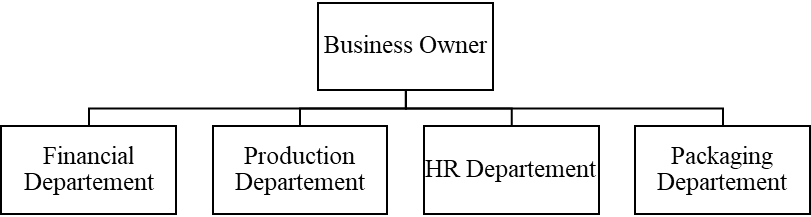 Business Owner
Financial
Departement
Production
Departement
HR Departement
Packaging
Departement